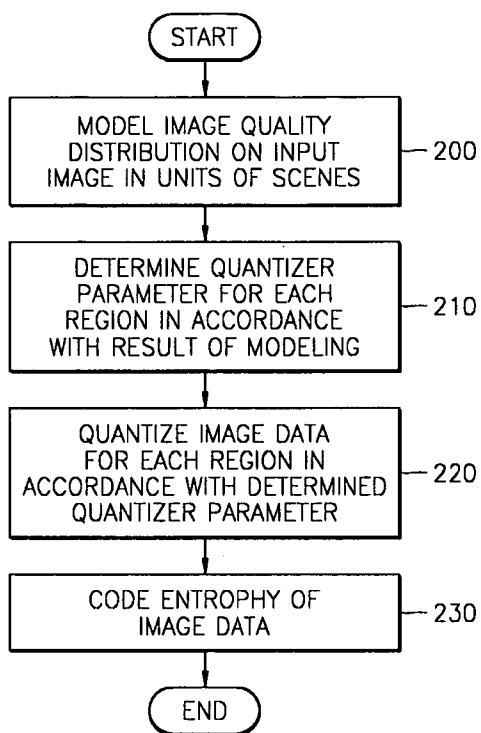 START
MODEL IMAGE QUALITY
DISTRIBUTION ON INPUT
IMAGE IN UNITS OF SCENES
200
DETERMINE QUANTIZER
PARAMETER FOR EACH
REGION IN ACCORDANCE
WITH RESULT OF MODELING
210
QUANTIZE IMAGE DATA
FOR EACH REGION IN
ACCORDANCE WITH DETERMINED
QUANTIZER PARAMETER
220
CODE ENTROPHY OF
IMAGE DATA
230
END